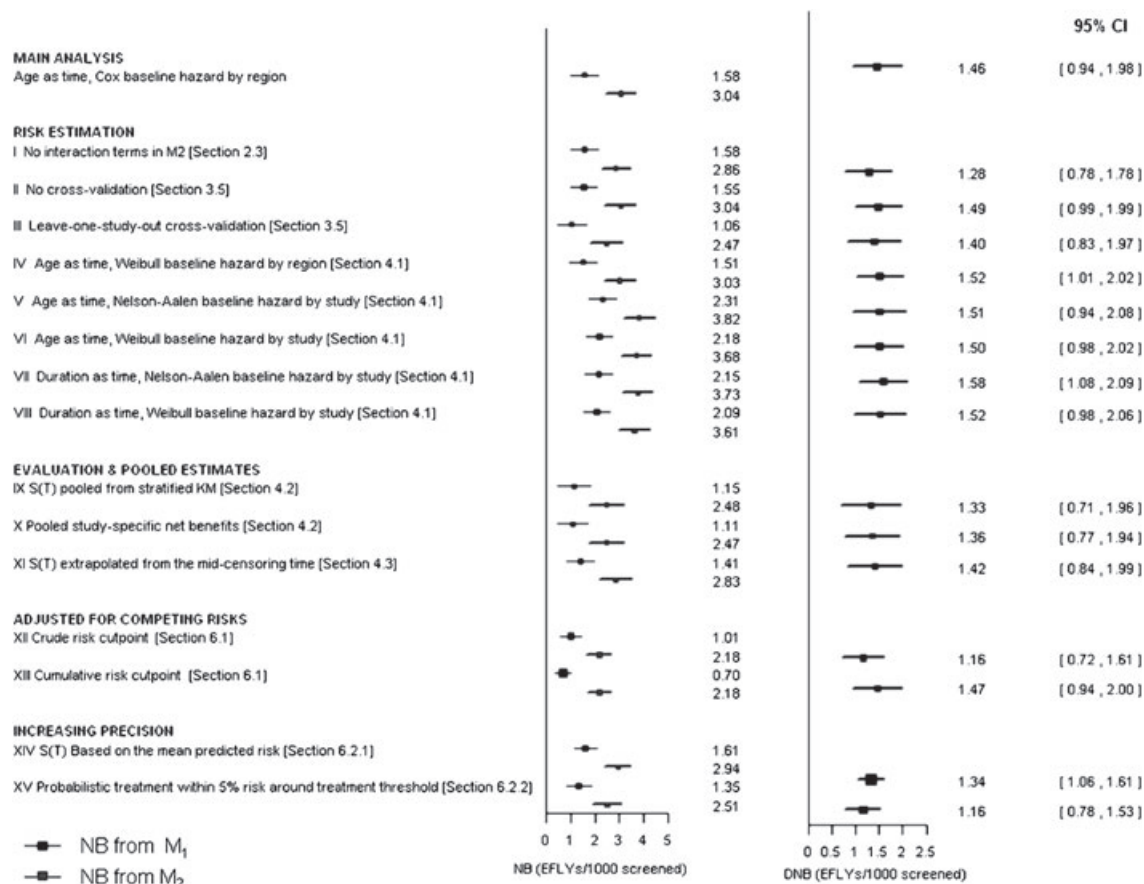 95% CI
MAIN ANALYSIS
Age as time, Cox baseline hazard by region 1.58 1.46 [ 0.94 , 1.98 ]
3.04
RISK ESTIMATION
I No interaction terms in M2 [Section 2.3] 1.58
2.86 1.28 [ 0.78 , 1.78 ]
II No cross-validation [Section 3.5] 1.55
3.04 1.49 [ 0.99 , 1.99 ]
III Leave-one-study-out cross-validation [Section 3.5] 1.06
2.47 1.40 [ 0.83 , 1.97 ]
IV Age as time, Weibull baseline hazard by region [Section 4.1] 1.51
3.03 1.52 [ 1.01 , 2.02 ]
V Age as time, Nelson-Aalen baseline hazard by study [Section 4.1] 2.31
3.82 1.51 [ 0.94 , 2.08 ]
VI Age as time, Weibull baseline hazard by study [Section 4.1] 2.18
3.68 1.50 [ 0.98 , 2.02 ]
VII Duration as time, Nelson-Aalen baseline hazard by study [Section 4.1] 2.15
3.73 1.58 [ 1.08 , 2.09 ]
VIII Duration as time, Weibull baseline hazard by study [Section 4.1] 2.09
3.61 1.52 [ 0.98 , 2.06 ]
EVALUATION & POOLED ESTIMATES
IX S(T) pooled from stratified KM [Section 4.2] 1.15
2.48 1.33 [ 0.71 , 1.96 ]
X Pooled study-specific net benefits [Section 4.2] 1.11
2.47 1.36 [ 0.77 , 1.94 ]
XI S(T) extrapolated from the mid-censoring time [Section 4.3] 1.41
2.83 1.42 [ 0.84 , 1.99 ]
ADJUSTED FOR COMPETING RISKS
XII Crude risk cutpoint [Section 6.1] 1.01
2.18 1.16 [ 0.72 , 1.61 ]
XIII Cumulative risk cutpoint [Section 6.1] 0.70
2.18 1.47 [ 0.94 , 2.00 ]
INCREASING PRECISION
XIV S(T) Based on the mean predicted risk [Section 6.2.1] 1.61
2.94 1.34 [ 1.06 , 1.61 ]
XV Probabilistic treatment within 5% risk around treatment threshold [Section 6.2.2] 1.35
2.51 1.16 [ 0.78 , 1.53 ]
0 1 2 3 4 5 0 0.5 1 1.5 2 2.5
NB (EFLYs/1000 screened) DNB (EFLYs/1000 screened)
NB from M1
NB from M2